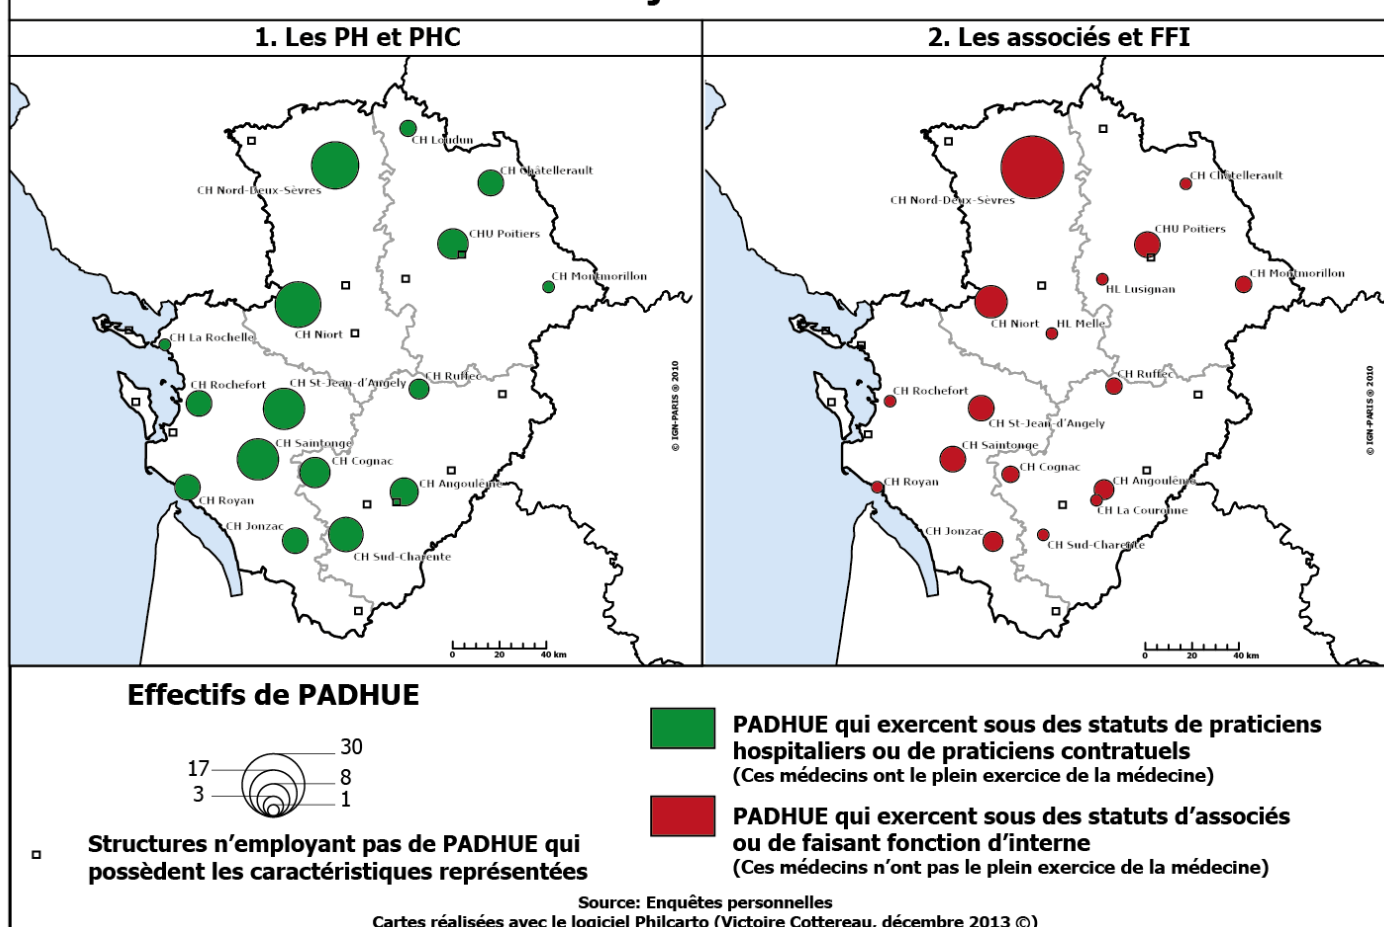 1. Les PH et PHC
2. Les associés et FFI
CH Loudun
CH Châtellerault
CH Nord-Deux-Sèvres
CHU Poitiers
CH Montmorillon
CH Niort
CH La Rochelle
CH Rochefort
CH St-Jean-d'Angely
CH Ruffec
CH Saintonge
CH Cognac
CH Royan
CH Angoulême
CH Jonzac
CH Sud-Charente
© IGN-PARIS ® 2010
0 20 40 km
CH Châtellerault
CH Nord-Deux-Sèvres
CHU Poitiers
CH Montmorillon
HL Lusignan
CH Niort
HL Melle
CH Ruffec
CH Rochefort
CH St-Jean-d'Angely
CH Saintonge
CH Cognac
CH Royan
CH Angoulême
CH La Couronne
CH Jonzac
CH Sud-Charente
© IGN-PARIS ® 2010
0 20 40 km
Effectifs de PADHUE
30
17
8
3
1
Structures n'employant pas de PADHUE qui
possèdent les caractéristiques représentées
PADHUE qui exercent sous des statuts de praticiens
hospitaliers ou de praticiens contratuels
(Ces médecins ont le plein exercice de la médecine)
PADHUE qui exercent sous des statuts d'associés
ou de faisant fonction d'interne
(Ces médecins n'ont pas le plein exercice de la médecine)
Source: Enquêtes personnelles
Cartes réalisées avec le logiciel Philcarto (Victoire Cottereau, décembre 2013 ©)